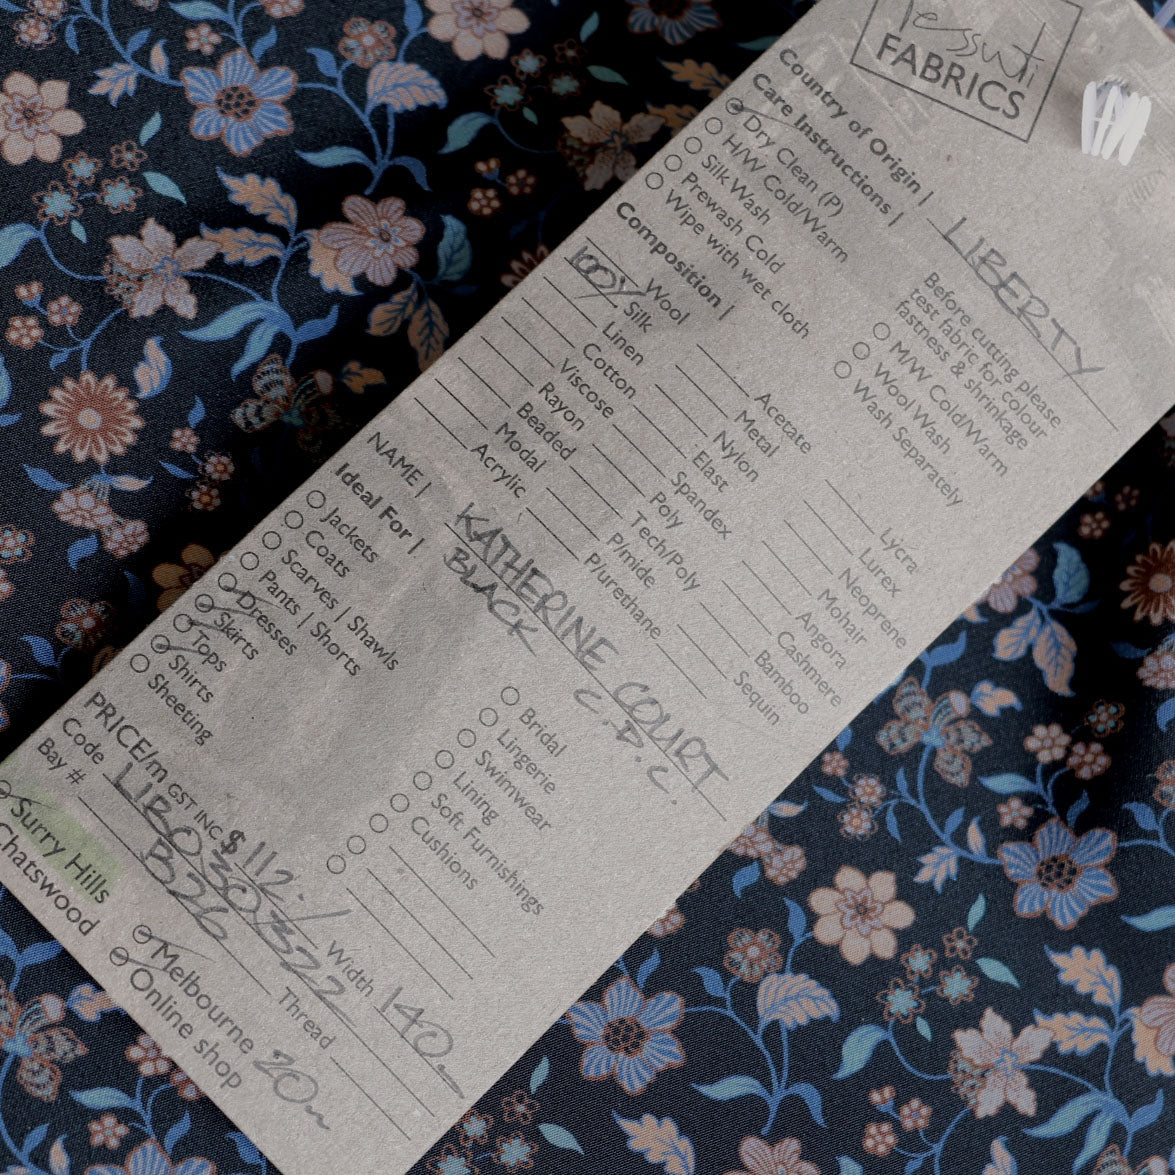 Tessuti
FABRICS
Country of Origin | LIBERTY
Care Instructions |
Dry Clean (P)
H/W Cold/Warm
Silk Wash
Prewash Cold
Wipe with wet cloth
Before cutting please
test fabric for colour
fastness & shrinkage
M/W Cold/Warm
Wool Wash
Wash Separately
Composition |
Wool
100% Silk
Linen
Cotton
Viscose
Rayon
Beaded
Modal
Acrylic
Acetate
Metal
Nylon
Elast
Spandex
Poly
Tech/Poly
P/mide
P/urethane
Lycra
Lurex
Neoprene
Mohair
Angora
Cashmere
Bamboo
Sequin
NAME | KATHERINE COURT
BLACK C.D.C.
Ideal For |
Jackets
Coats
Scarves | Shawls
Pants | Shorts
Dresses
Skirts
Tops
Shirts
Sheeting
Bridal
Lingerie
Swimwear
Lining
Soft Furnishings
Cushions
PRICE/m GST INC $112./ Width 140
Code LIB030322 Thread
Bay # B26
Surry Hills
Chatswood
Melbourne
Online shop 20m